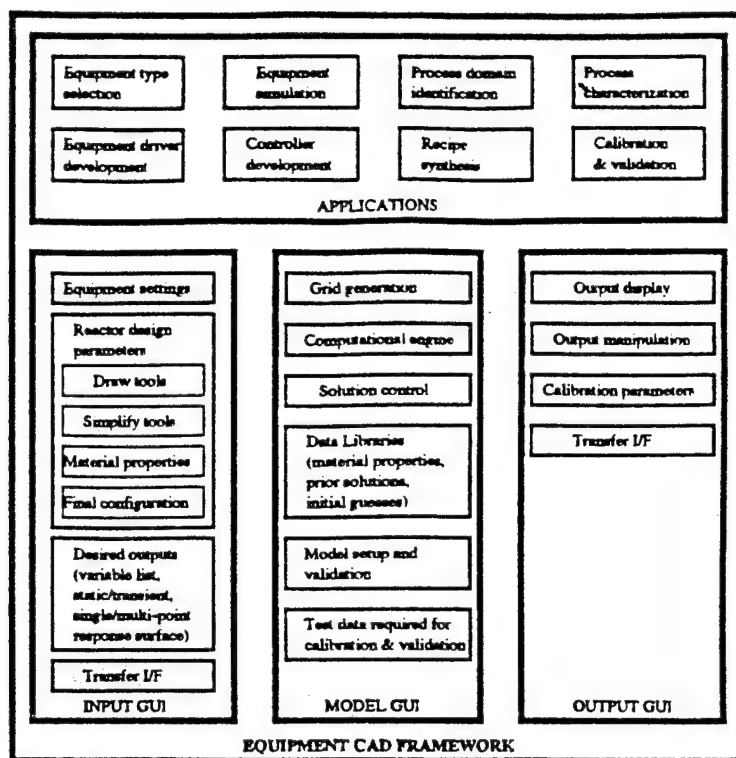 Equipment type
selection
Equipment
simulation
Process domain
identification
Process
characterization
Equipment driver
development
Controller
development
Recipe
synthesis
Calibration
& validation
APPLICATIONS
Equipment settings
Reactor design
parameters
Draw tools
Simplify tools
Material properties
Final configuration
Desired outputs
(variable list,
static/transient,
single/multi-point
response surface)
Transfer I/F
INPUT GUI
Grid generation
Computational engine
Solution control
Data Libraries
(material properties,
prior solutions,
initial guesses)
Model setup and
validation
Test data required for
calibration & validation
MODEL GUI
Output display
Output manipulation
Calibration parameters
Transfer I/F
OUTPUT GUI
EQUIPMENT CAD FRAMEWORK